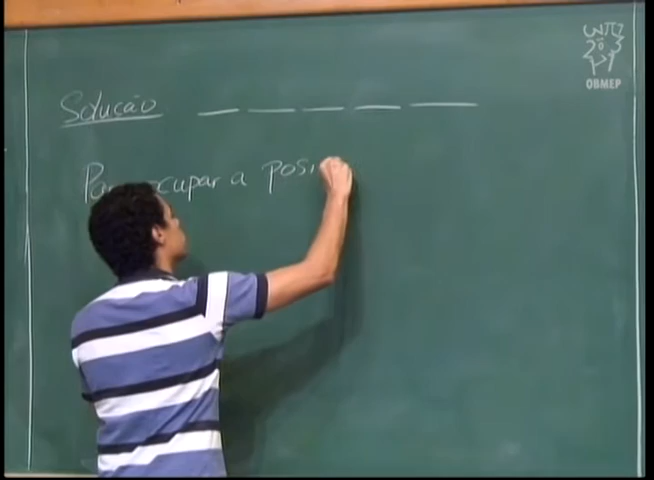 OBMEP
Solução _ _ _ _ _
ocupar a posi